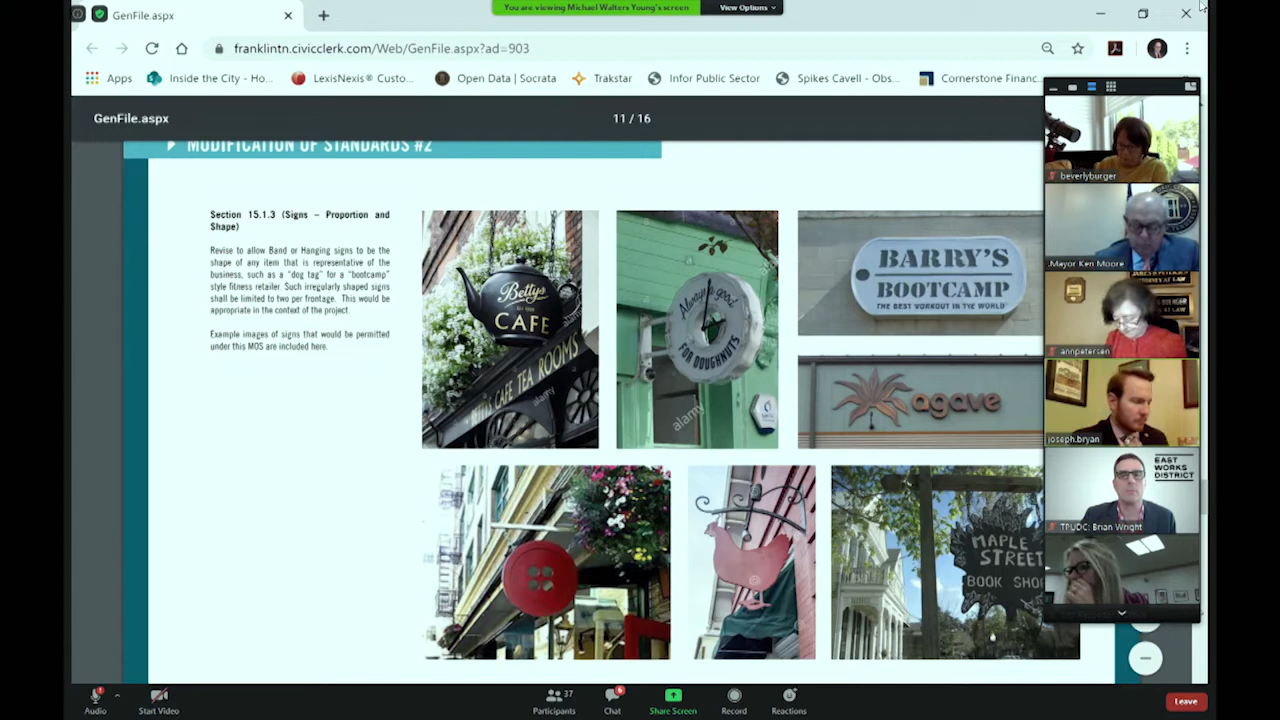 GenFile.aspx
You are viewing Michael Walters Young's screen
View Options
franklintn.civicclerk.com/Web/GenFile.aspx?ad=903
Apps
Inside the City - Ho...
LexisNexis® Custo...
Open Data | Socrata
Trakstar
Infor Public Sector
Spikes Cavell - Obs...
Cornerstone Financ...
GenFile.aspx
11 / 16
MODIFICATION OF STANDARDS #2
Section 15.1.3 (Signs – Proportion and
Shape)
Revise to allow Band or Hanging signs to be the
shape of any item that is representative of the
business, such as a "dog tag" for a "bootcamp"
style fitness retailer. Such irregularly shaped signs
shall be limited to two per frontage. This would be
appropriate in the context of the project.
Example images of signs that would be permitted
under this MOS are included here.
Bettys
CAFE
CAFE TEA ROOMS
alamy
Always a good
FOR DOUGHNUTS
alamy
BARRY'S
BOOTCAMP
THE BEST WORKOUT IN THE WORLD
agave
MAPLE
STREET
BOOK SHO
beverlyburger
Mayor Ken Moore
annpetersen
joseph.bryan
EAST
WORKS
DISTRICT
TPUDC: Brian Wright
Audio
Start Video
37
Participants
6
Chat
Share Screen
Record
Reactions
Leave